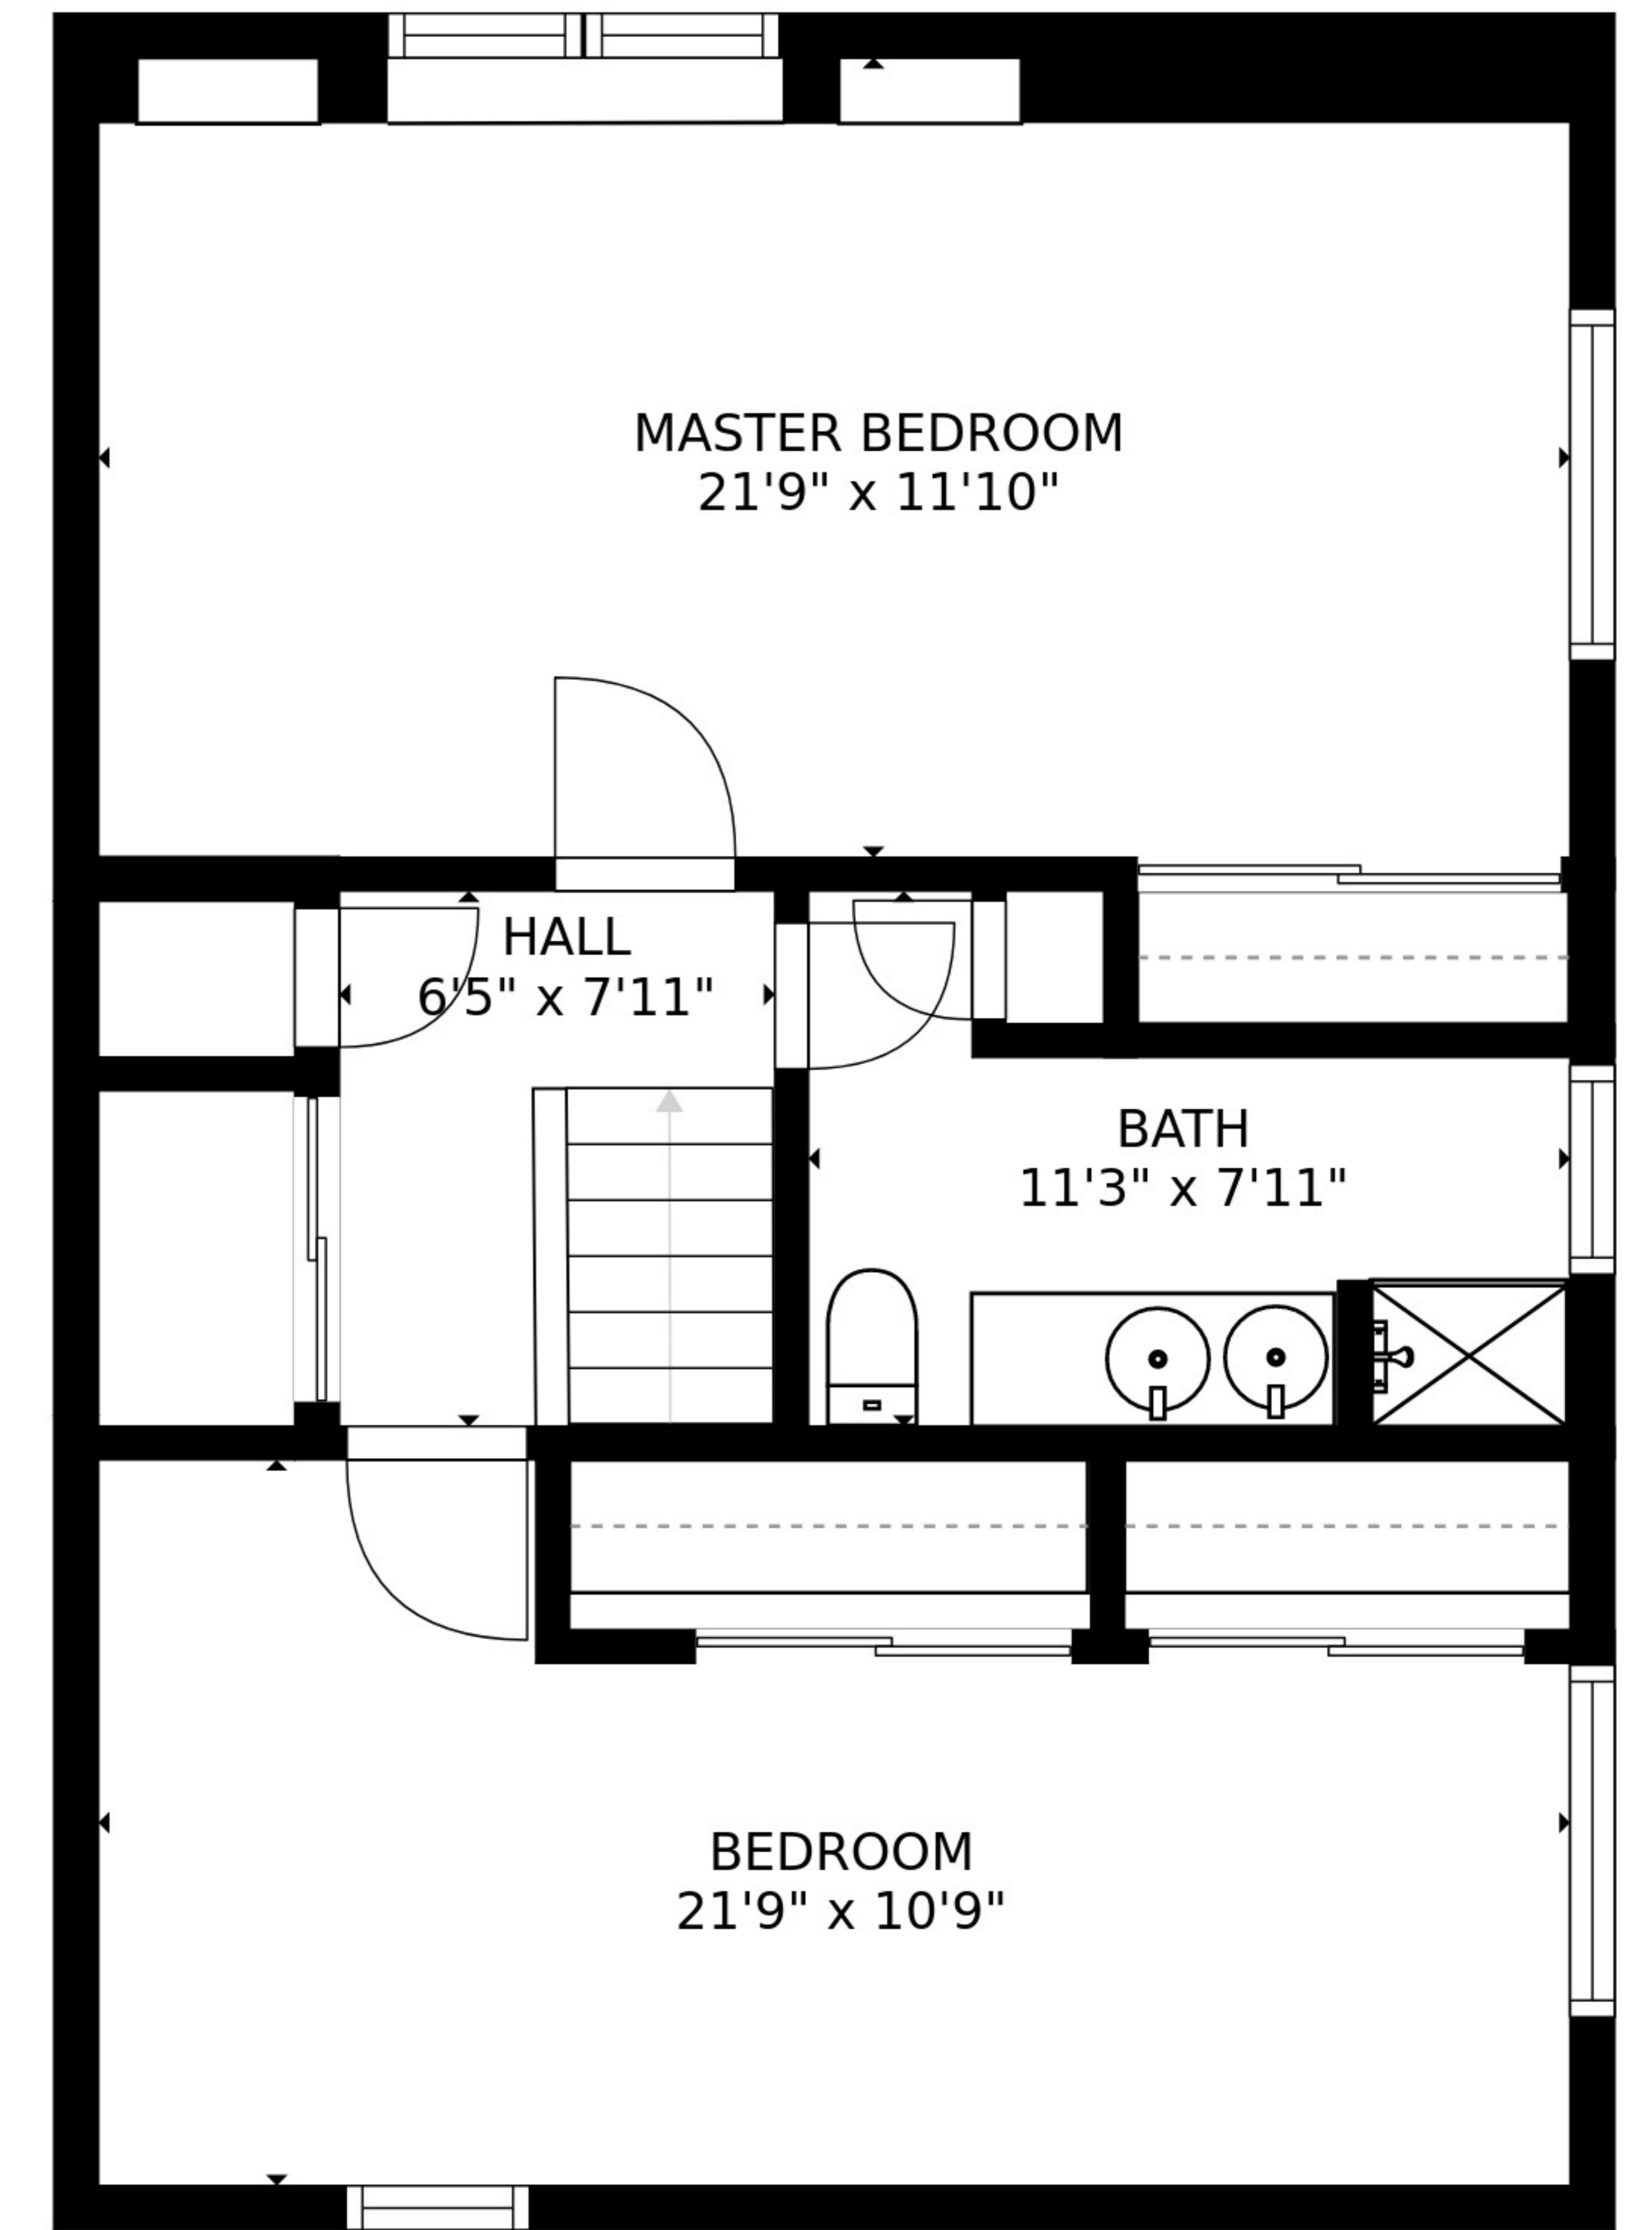 MASTER BEDROOM
21'9" x 11'10"
HALL
6'5" x 7'11"
BATH
11'3" x 7'11"
BEDROOM
21'9" x 10'9"